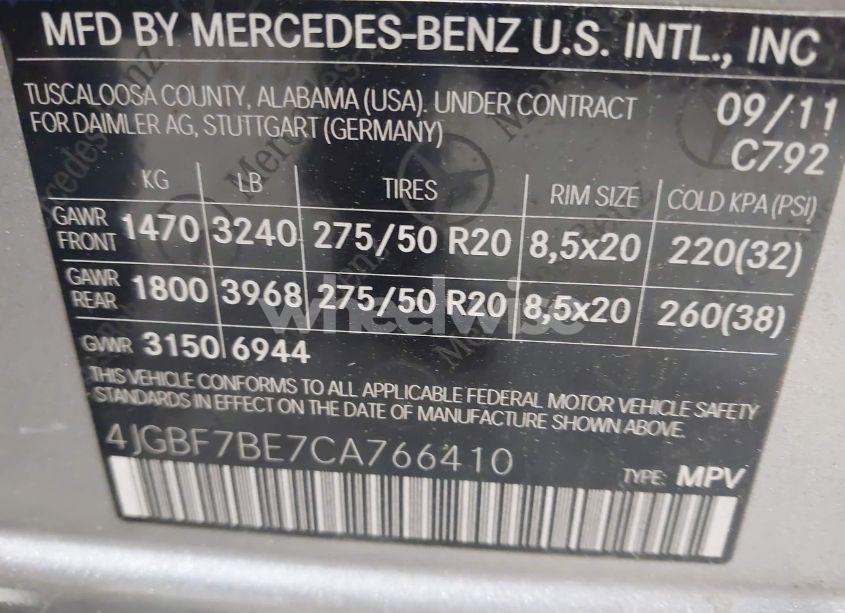 MFD BY MERCEDES-BENZ U.S. INTL., INC
TUSCALOOSA COUNTY, ALABAMA (USA). UNDER CONTRACT 09/11
FOR DAIMLER AG, STUTTGART (GERMANY) C792
KG LB TIRES RIM SIZE COLD KPA (PSI)
GAWR FRONT 1470 3240 275/50 R20 8,5x20 220(32)
GAWR REAR 1800 3968 275/50 R20 8,5x20 260(38)
GVWR 3150 6944
THIS VEHICLE CONFORMS TO ALL APPLICABLE FEDERAL MOTOR VEHICLE SAFETY
STANDARDS IN EFFECT ON THE DATE OF MANUFACTURE SHOWN ABOVE.
4JGBF7BE7CA766410
TYPE: MPV
wheelwise
Mercedes-Benz